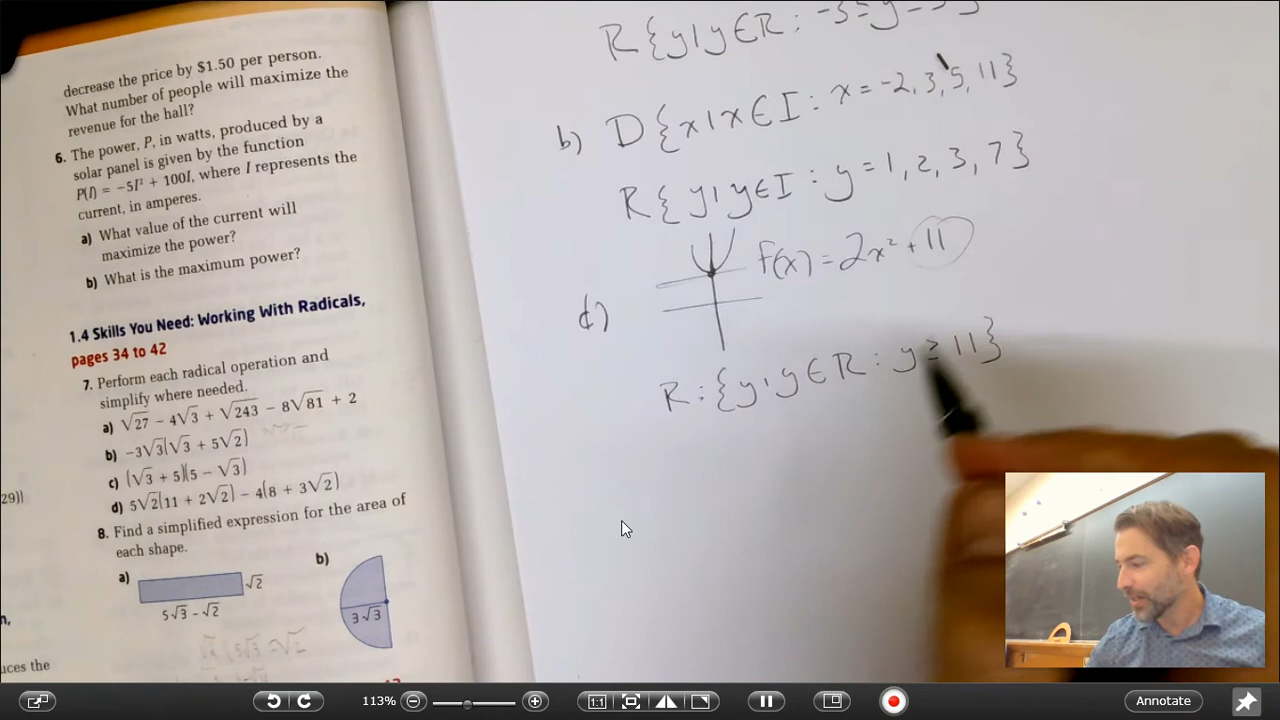 decrease the price by $1.50 per person.
What number of people will maximize the
revenue for the hall?
6. The power, P, in watts, produced by a
solar panel is given by the function
P(I) = −5I² + 100I, where I represents the
current, in amperes.
a) What value of the current will
maximize the power?
b) What is the maximum power?
1.4 Skills You Need: Working With Radicals,
pages 34 to 42
7. Perform each radical operation and
simplify where needed.
a) √27 − 4√3 + √243 − 8√81 + 2
b) −3√3(√3 + 5√2)
c) (√3 + 5)(5 − √3)
d) 5√2(11 + 2√2) − 4(8 + 3√2)
8. Find a simplified expression for the area of
each shape.
a)
√2
5√3 − √2
b)
3√3
29))
uces the
R{y|y∈R:
b) D{x|x∈I : x = -2, 3, 5, 11}
R{y|y∈I : y = 1, 2, 3, 7}
f(x) = 2x² + 11
d)
R:{y|y∈R: y ≥ 11}
113%
1:1
Annotate